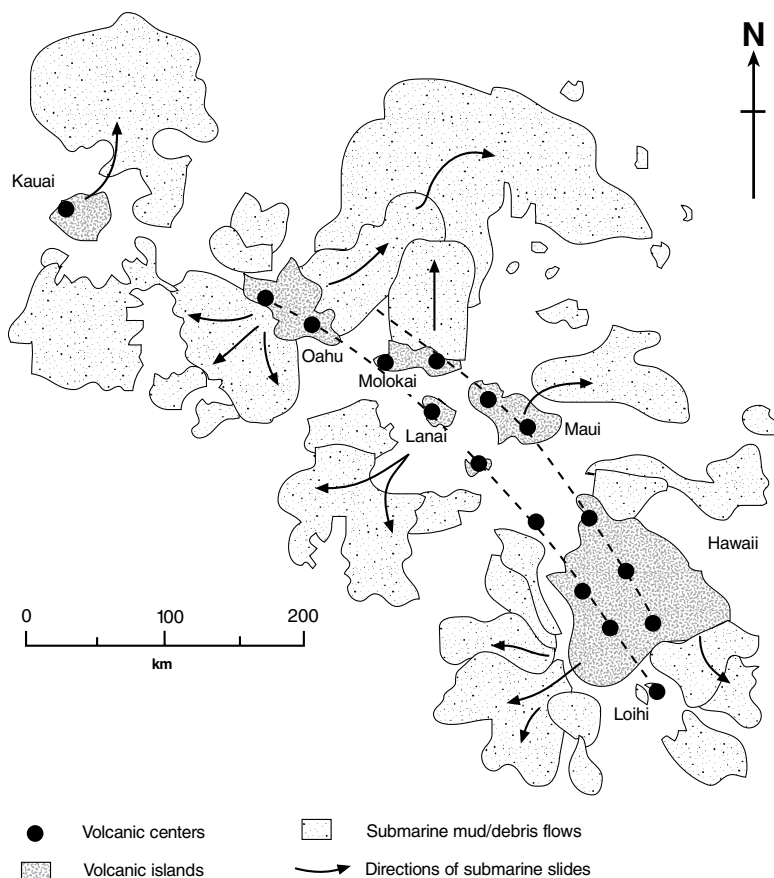 N
Kauai
Oahu
Molokai
Lanai
Maui
Hawaii
0 100 200
km
Loihi
Volcanic centers
Submarine mud/debris flows
Volcanic islands
Directions of submarine slides